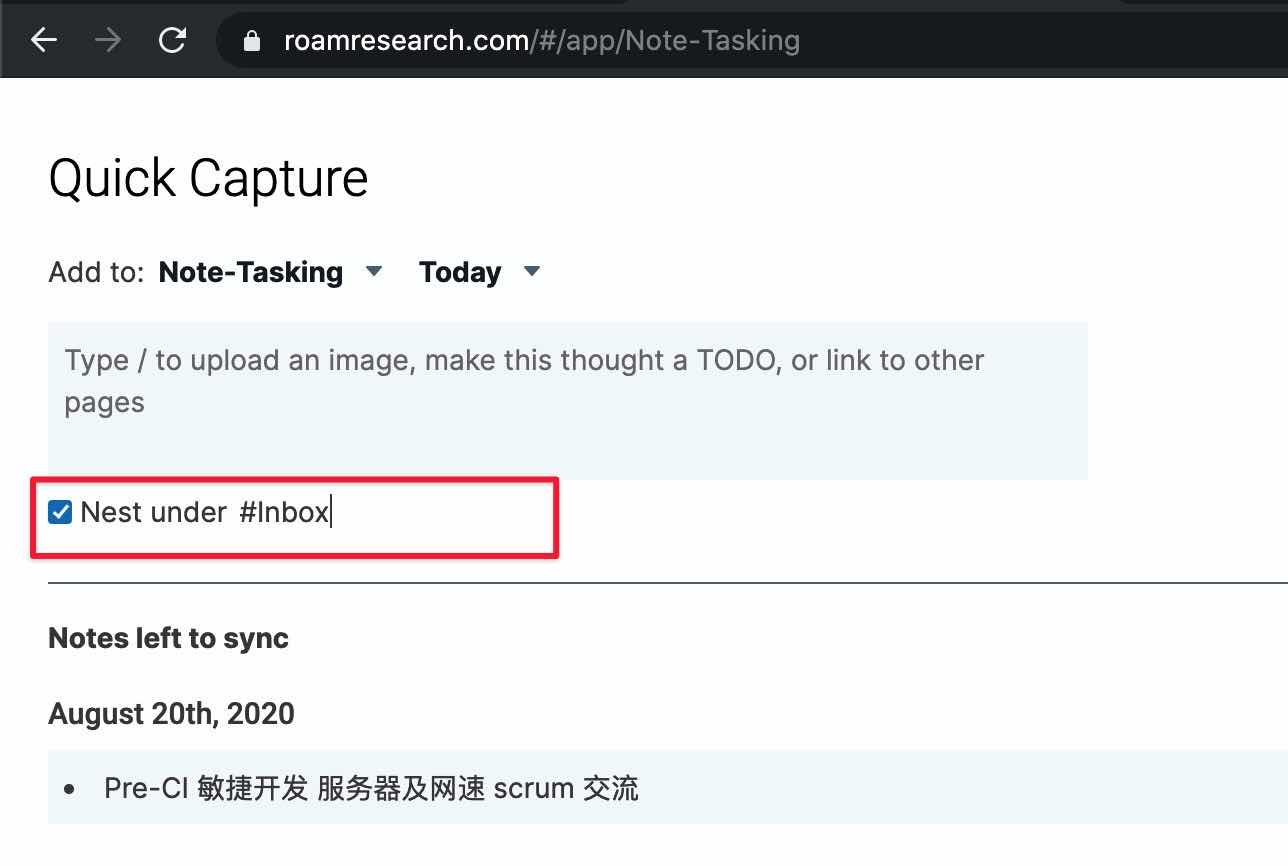 roamresearch.com/#/app/Note-Tasking
Quick Capture
Add to: Note-Tasking Today
Type / to upload an image, make this thought a TODO, or link to other
pages
Nest under #Inbox
Notes left to sync
August 20th, 2020
• Pre-CI 敏捷开发 服务器及网速 scrum 交流